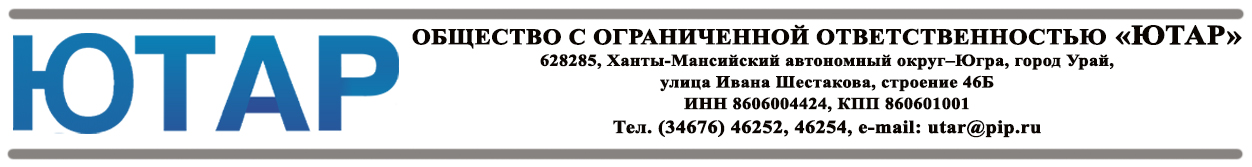 ЮТАР
ОБЩЕСТВО С ОГРАНИЧЕННОЙ ОТВЕТСТВЕННОСТЬЮ «ЮТАР»
628285, Ханты-Мансийский автономный округ–Югра, город Урай,
улица Ивана Шестакова, строение 46Б
ИНН 8606004424, КПП 860601001
Тел. (34676) 46252, 46254, e-mail: utar@pip.ru